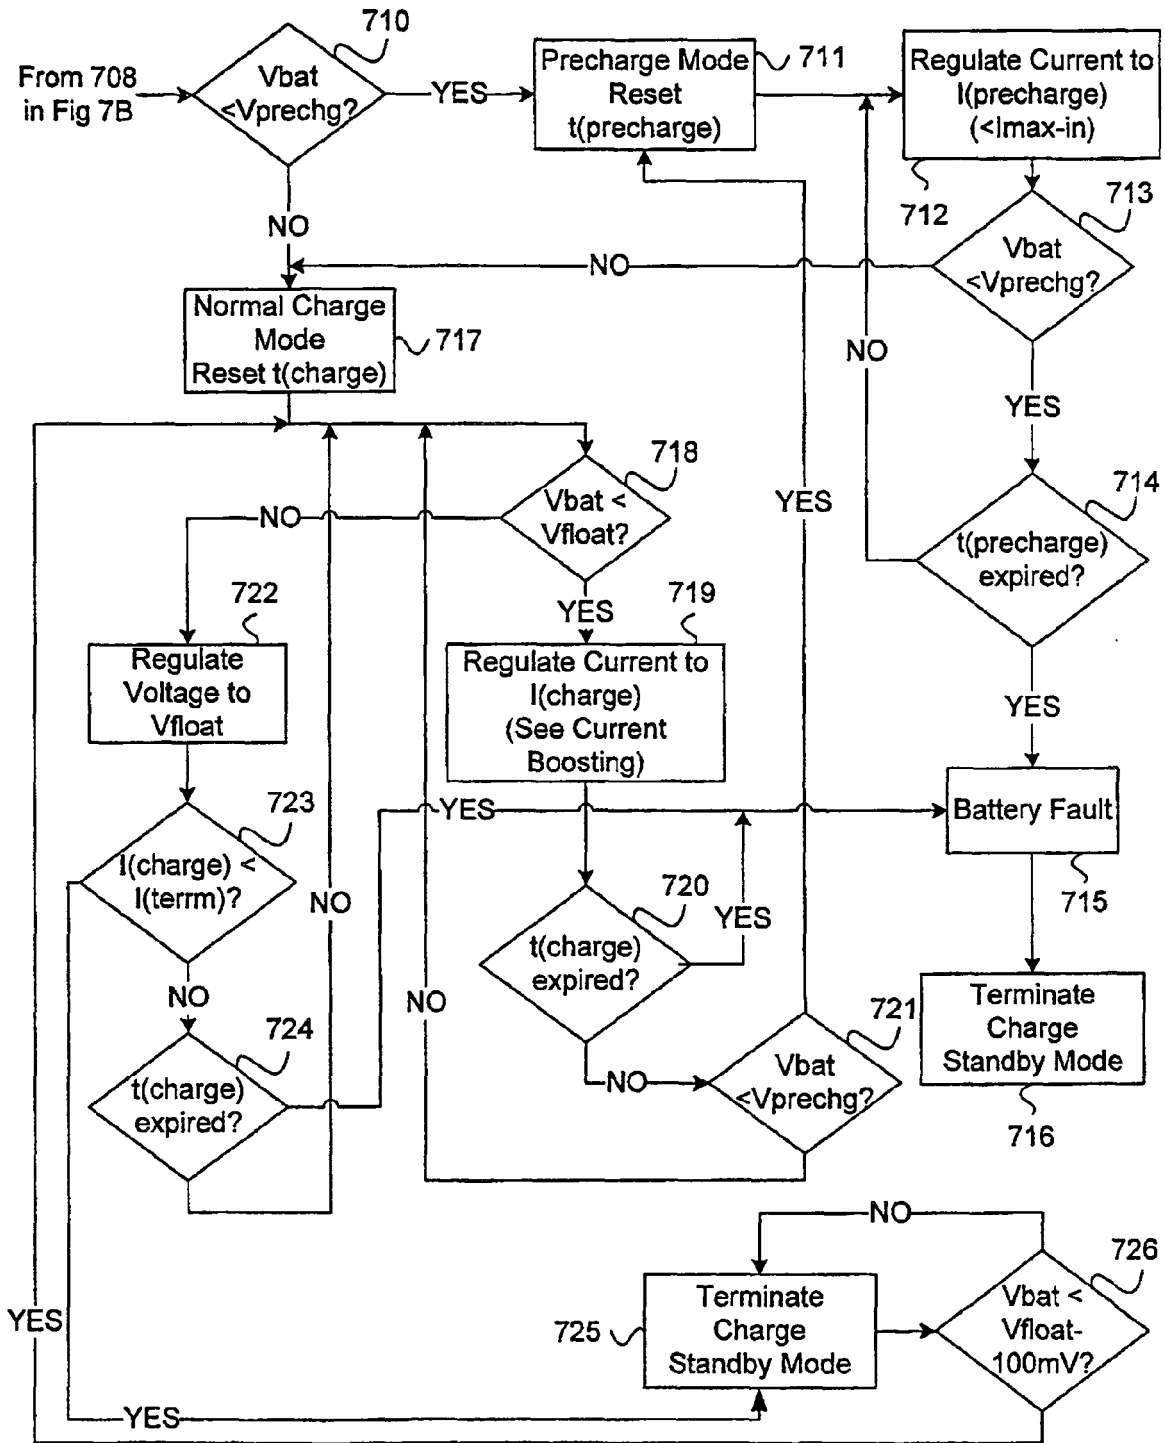 710
From 708
in Fig 7B
Vbat
<Vprechg?
YES
Precharge Mode
Reset
t(precharge)
711
Regulate Current to
I(precharge)
(<Imax-in)
712
713
NO
Vbat
<Vprechg?
NO
Normal Charge
Mode
Reset t(charge)
717
NO
YES
718
Vbat <
Vfloat?
NO
YES
714
t(precharge)
expired?
722
YES
719
Regulate
Voltage to
Vfloat
Regulate Current to
I(charge)
(See Current
Boosting)
YES
723
YES
Battery Fault
715
I(charge) <
I(terrm)?
NO
720
YES
t(charge)
expired?
NO
NO
724
t(charge)
expired?
NO
721
Vbat
<Vprechg?
Terminate
Charge
Standby Mode
716
NO
726
YES
725
Terminate
Charge
Standby Mode
Vbat <
Vfloat-
100mV?
YES